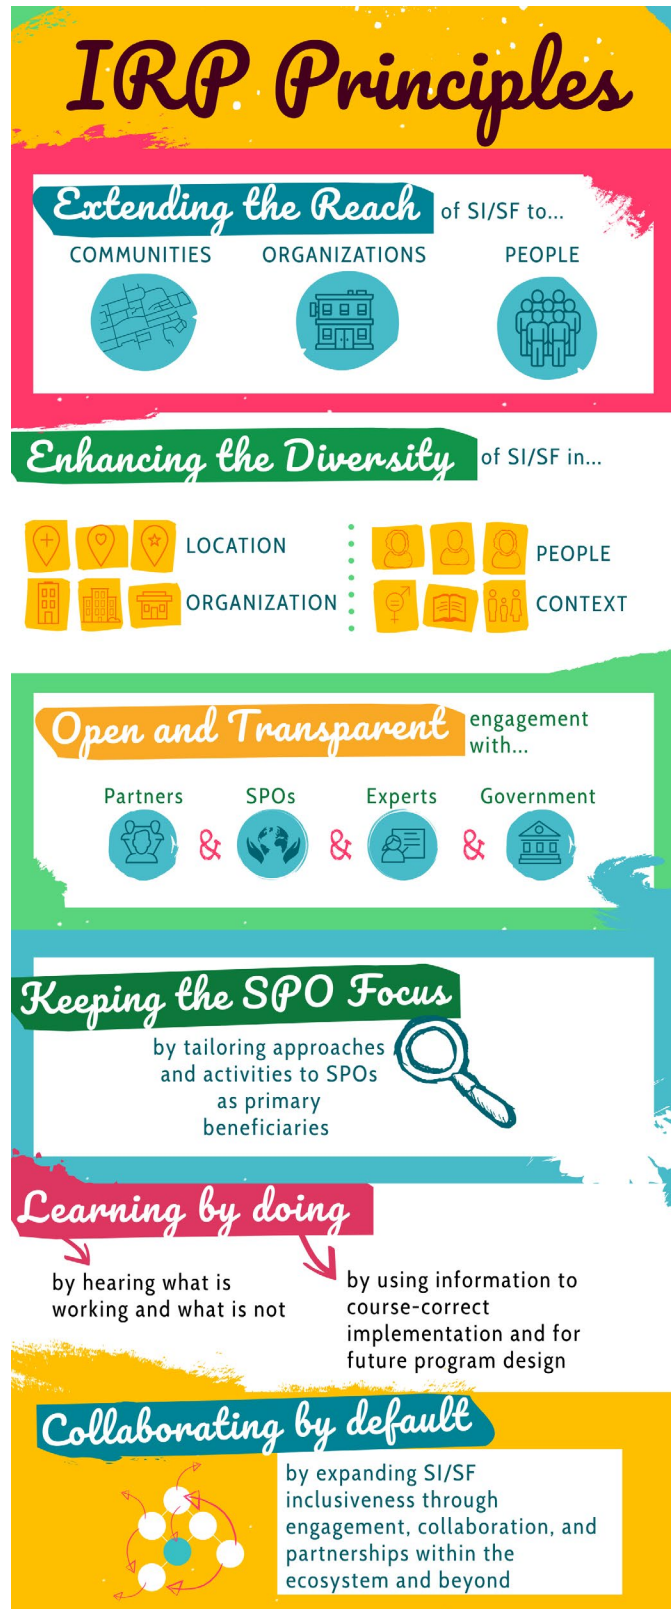 IRP Principles
Extending the Reach of SI/SF to...
COMMUNITIES ORGANIZATIONS PEOPLE
Enhancing the Diversity of SI/SF in...
LOCATION
ORGANIZATION
PEOPLE
CONTEXT
Open and Transparent engagement
with...
Partners SPOs Experts Government
& & &
Keeping the SPO Focus
by tailoring approaches
and activities to SPOs
as primary
beneficiaries
Learning by doing
by hearing what is
working and what is not
by using information to
course-correct
implementation and for
future program design
Collaborating by default
by expanding SI/SF
inclusiveness through
engagement, collaboration, and
partnerships within the
ecosystem and beyond